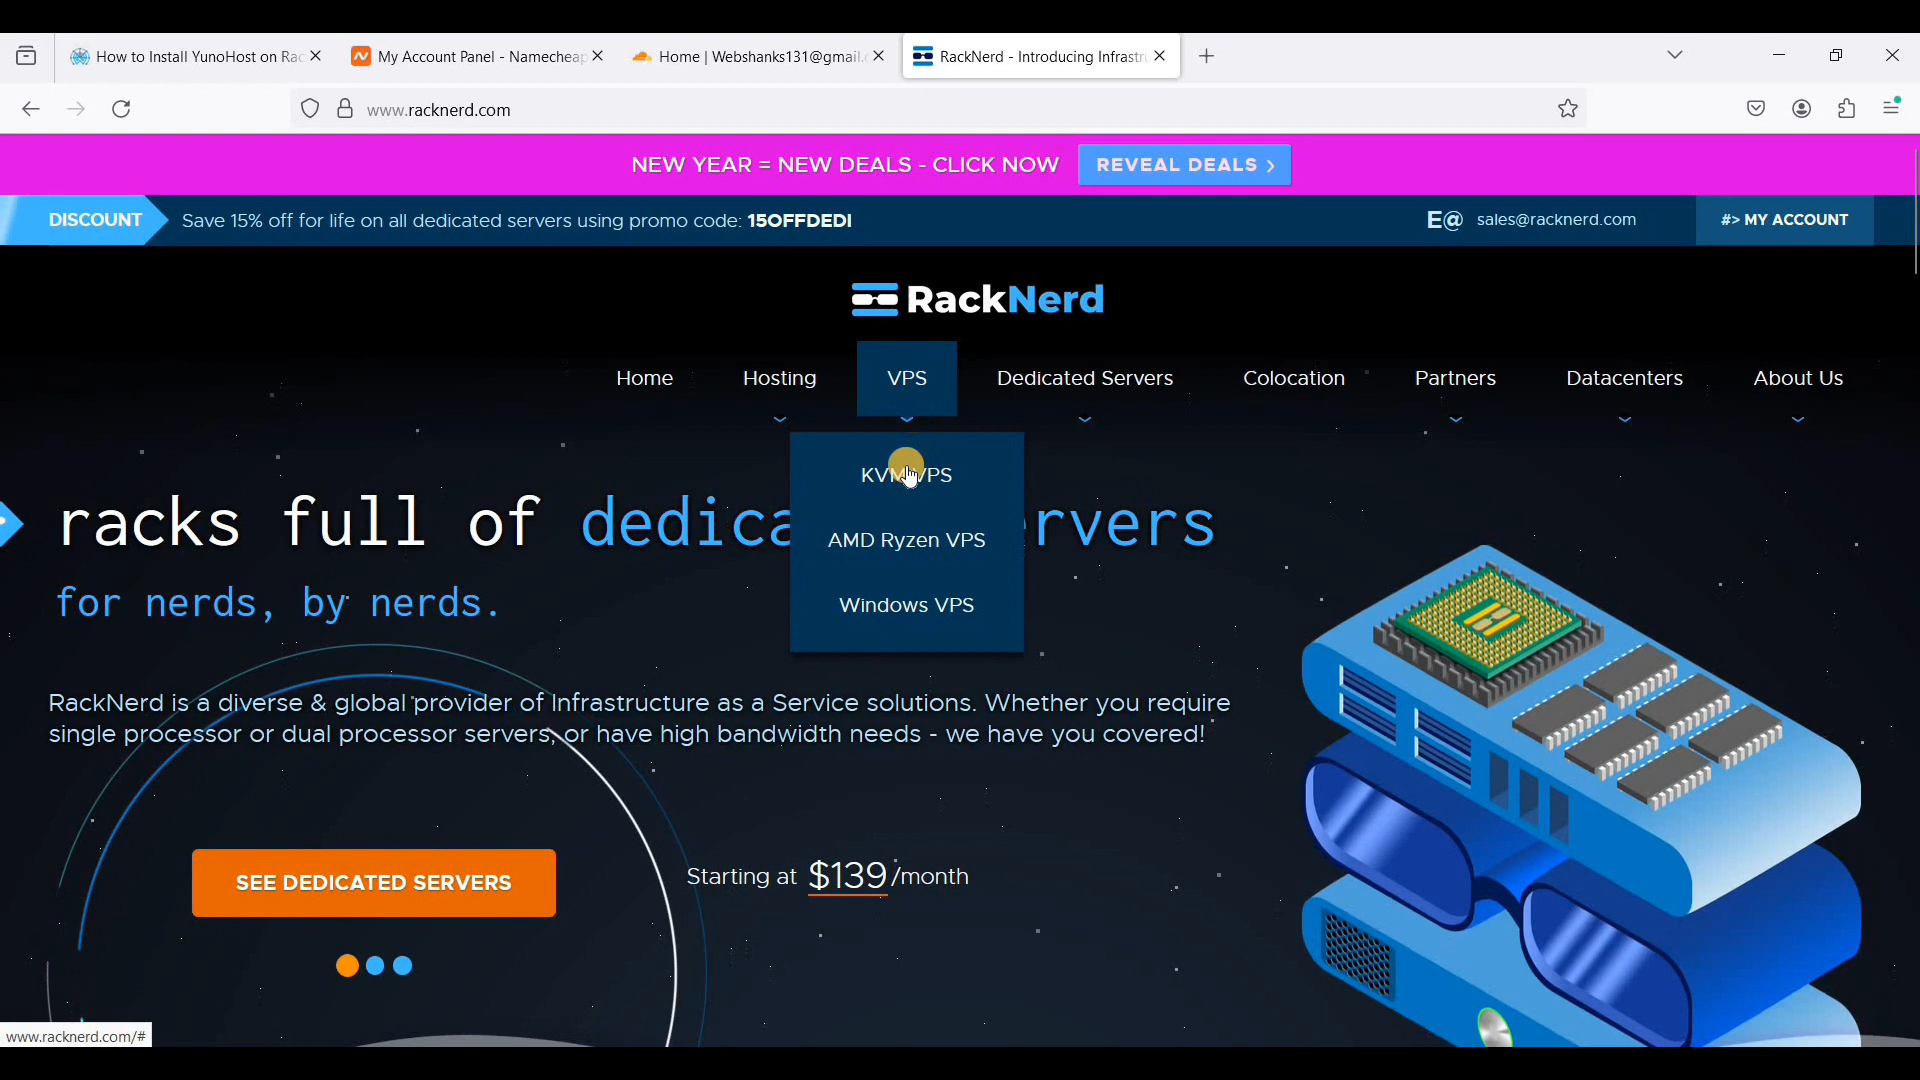 How to Install YunoHost on Rac
My Account Panel - Namecheap
Home | Webshanks131@gmail.c
RackNerd - Introducing Infrastru
www.racknerd.com
NEW YEAR = NEW DEALS - CLICK NOW
REVEAL DEALS
DISCOUNT
Save 15% off for life on all dedicated servers using promo code: 15OFFDEDI
E@ sales@racknerd.com
#> MY ACCOUNT
RackNerd
Home
Hosting
VPS
Dedicated Servers
Colocation
Partners
Datacenters
About Us
KVM VPS
AMD Ryzen VPS
Windows VPS
racks full of dedica ervers
for nerds, by nerds.
RackNerd is a diverse & global provider of Infrastructure as a Service solutions. Whether you require
single processor or dual processor servers, or have high bandwidth needs - we have you covered!
SEE DEDICATED SERVERS
Starting at $139/month
www.racknerd.com/#